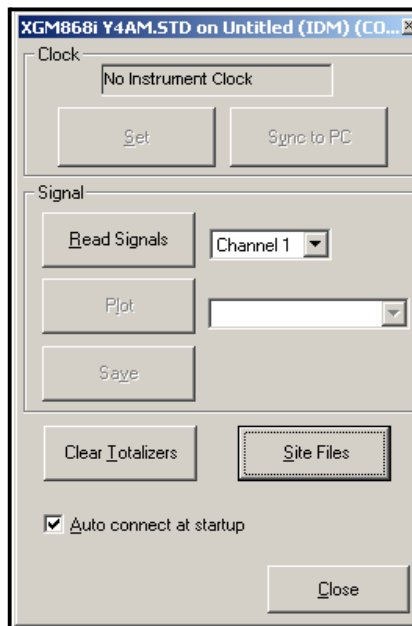 XGM868i Y4AM.STD on Untitled (IDM) (CO...
Clock
No Instrument Clock
Set
Sync to PC
Signal
Read Signals
Channel 1
Plot
Save
Clear Totalizers
Site Files
Auto connect at startup
Close